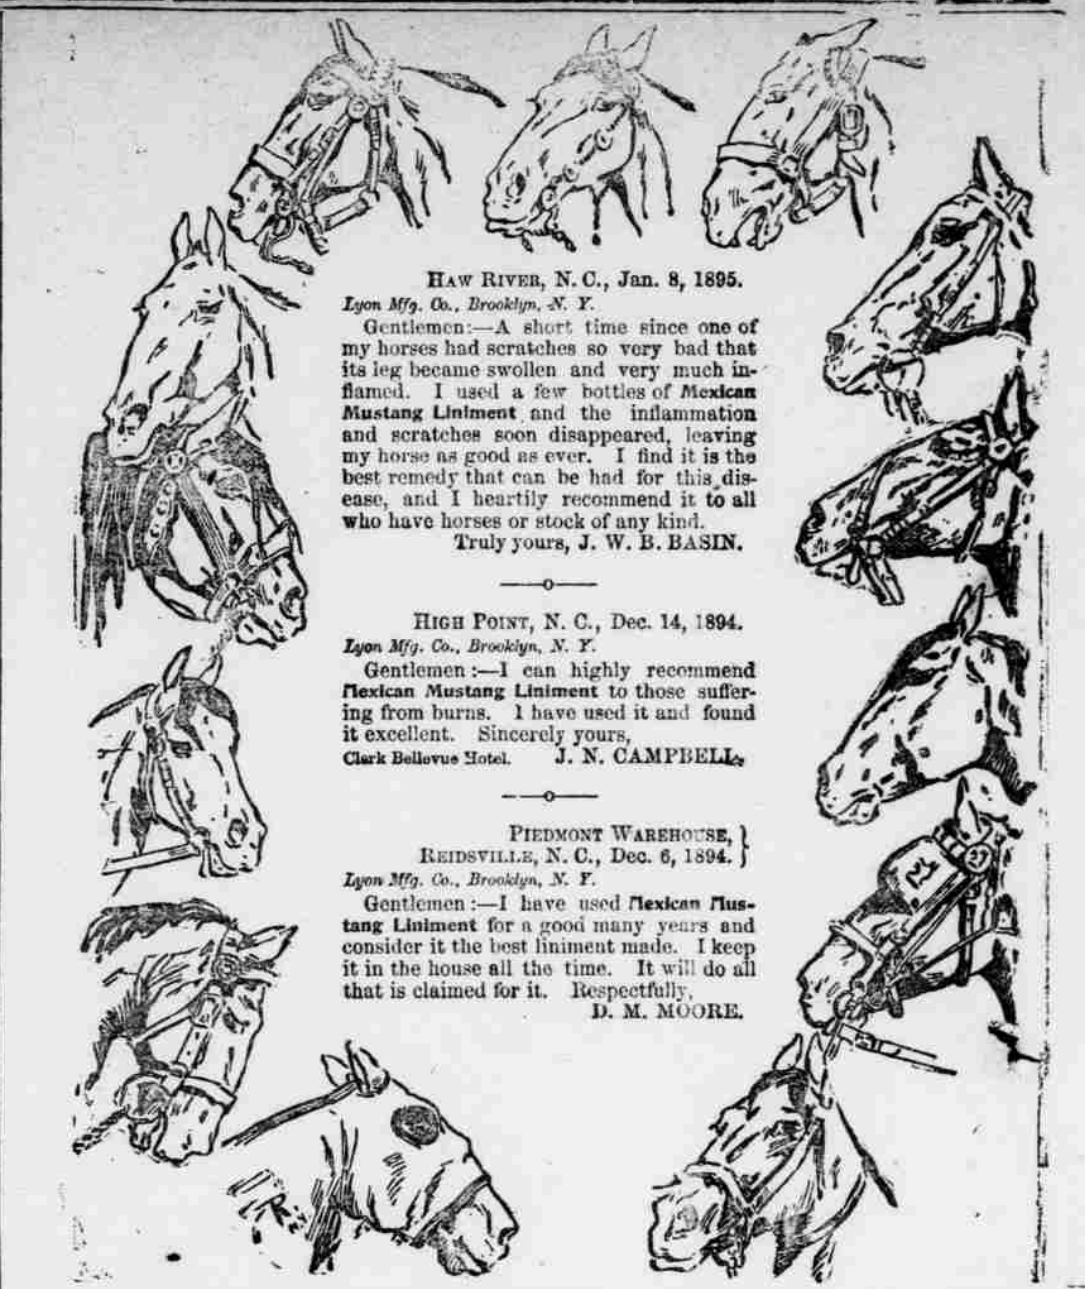 HAW RIVER, N. C., Jan. 8, 1895.
Lyon Mfg. Co., Brooklyn, N. Y.
Gentlemen:—A short time since one of
my horses had scratches so very bad that
its leg became swollen and very much in-
flamed. I used a few bottles of Mexican
Mustang Liniment and the inflammation
and scratches soon disappeared, leaving
my horse as good as ever. I find it is the
best remedy that can be had for this dis-
ease, and I heartily recommend it to all
who have horses or stock of any kind.
Truly yours, J. W. B. BASIN.
HIGH POINT, N. C., Dec. 14, 1894.
Lyon Mfg. Co., Brooklyn, N. Y.
Gentlemen:—I can highly recommend
Mexican Mustang Liniment to those suffer-
ing from burns. I have used it and found
it excellent. Sincerely yours,
Clerk Bellevue Hotel. J. N. CAMPBELL.
PIEDMONT WAREHOUSE,
REIDSVILLE, N. C., Dec. 6, 1894.
Lyon Mfg. Co., Brooklyn, N. Y.
Gentlemen:—I have used Mexican Mus-
tang Liniment for a good many years and
consider it the best liniment made. I keep
it in the house all the time. It will do all
that is claimed for it. Respectfully,
D. M. MOORE.
27